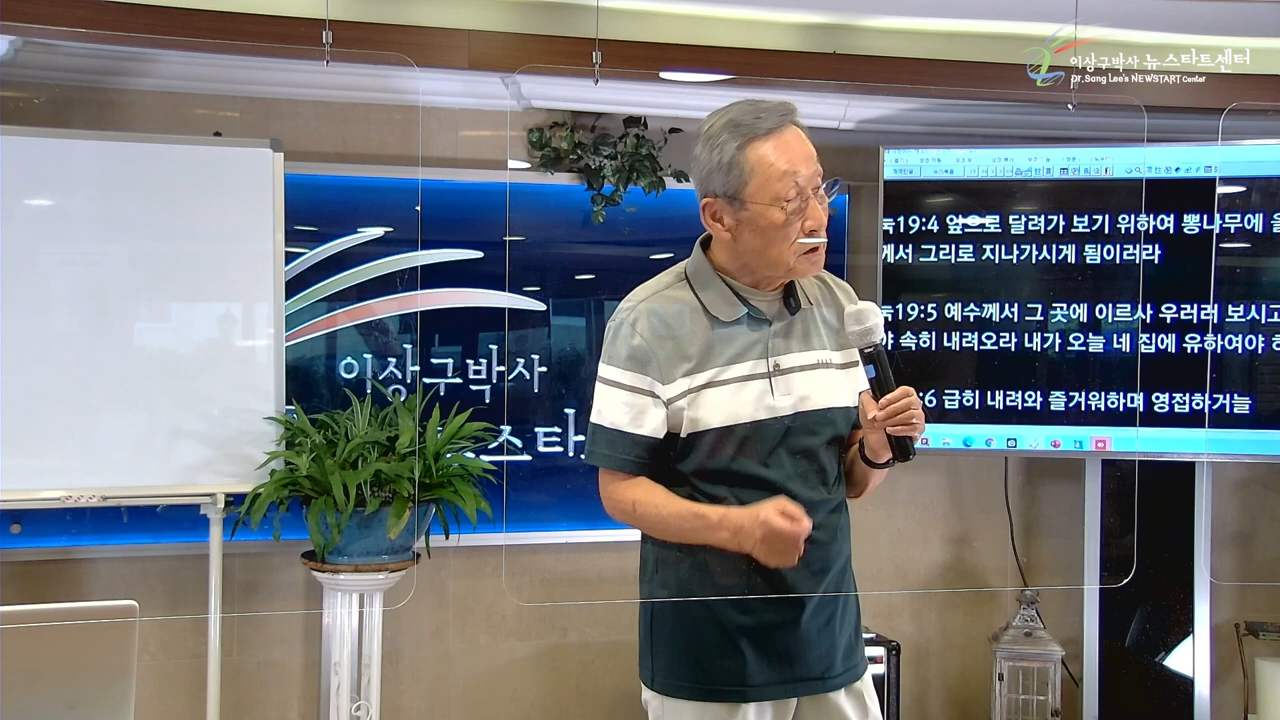 이상구박사 뉴스타트센터
Dr. Sang Lee's NEWSTART Center
이상구박사
스타
눅19:4 앞으로 달려가 보기 위하여 뽕나무에
께서 그리로 지나가시게 됨이러라
눅19:5 예수께서 그 곳에 이르사 우러러 보시고
속히 내려오라 내가 오늘 네 집에 유하여야
:6 급히 내려와 즐거워하며 영접하거늘